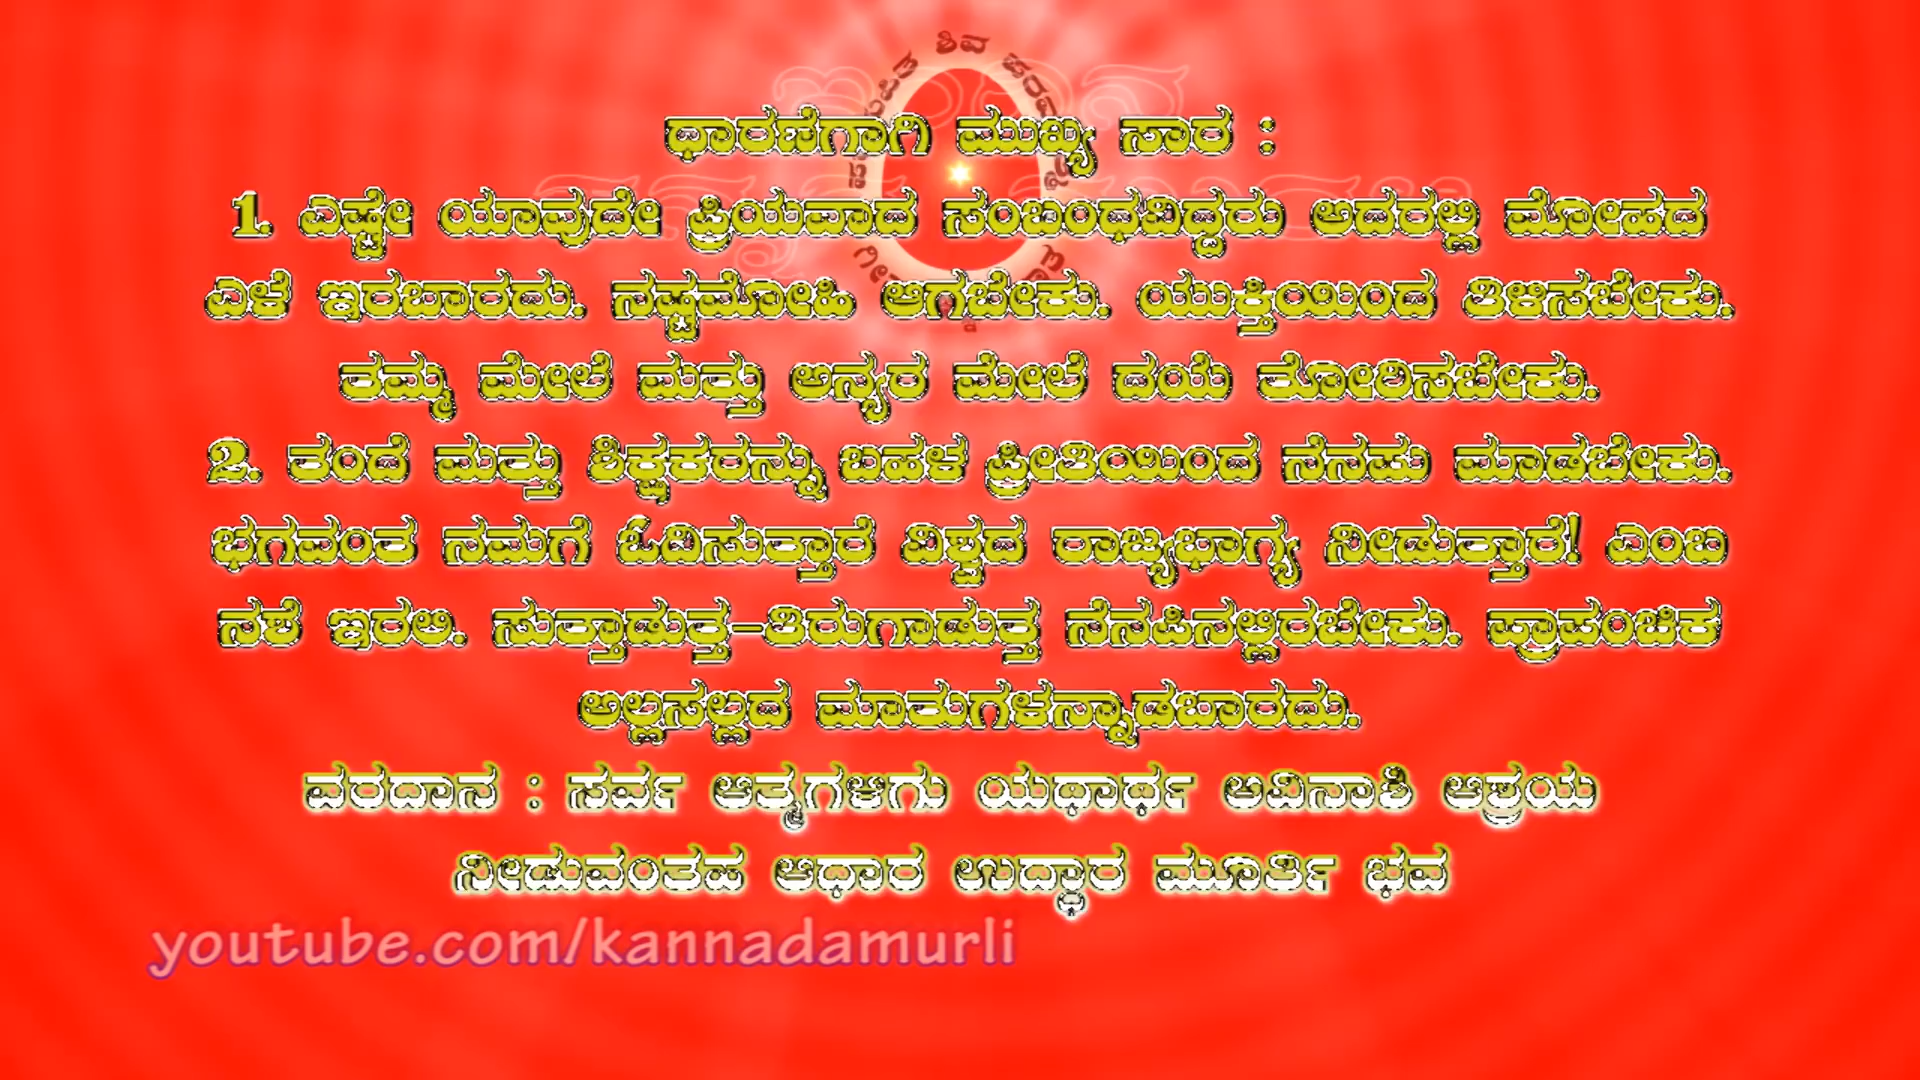 ಶಿವ
ಧಾರಣೆಗಾಗಿ ಮುಖ್ಯ ಸಾರ :
1. ಎಷ್ಟೇ ಯಾವುದೇ ಪ್ರಿಯವಾದ ಸಂಬಂಧವಿದ್ದರು ಅದರಲ್ಲಿ ಮೋಹದ
ಎಳೆ ಇರಬಾರದು. ನಷ್ಟಮೋಹಿ ಆಗಬೇಕು. ಯುಕ್ತಿಯಿಂದ ತಿಳಿಸಬೇಕು.
ತಮ್ಮ ಮೇಲೆ ಮತ್ತು ಅನ್ಯರ ಮೇಲೆ ದಯೆ ತೋರಿಸಬೇಕು.
2. ತಂದೆ ಮತ್ತು ಶಿಕ್ಷಕರನ್ನು ಬಹಳ ಪ್ರೀತಿಯಿಂದ ನೆನಪು ಮಾಡಬೇಕು.
ಭಗವಂತ ನಮಗೆ ಓದಿಸುತ್ತಾರೆ ವಿಶ್ವದ ರಾಜ್ಯಭಾಗ್ಯ ನೀಡುತ್ತಾರೆ! ಎಂಬ
ನಶೆ ಇರಲಿ. ಸುತ್ತಾಡುತ್ತ-ತಿರುಗಾಡುತ್ತ ನೆನಪಿನಲ್ಲಿರಬೇಕು. ಪ್ರಾಪಂಚಿಕ
ಅಲ್ಲಸಲ್ಲದ ಮಾತುಗಳನ್ನಾಡಬಾರದು.
ವರದಾನ : ಸರ್ವ ಆತ್ಮಗಳಿಗು ಯಥಾರ್ಥ ಅವಿನಾಶಿ ಆಶ್ರಯ
ನೀಡುವಂತಹ ಆಧಾರ ಉದ್ಧಾರ ಮೂರ್ತಿ ಭವ
youtube.com/kannadamurli